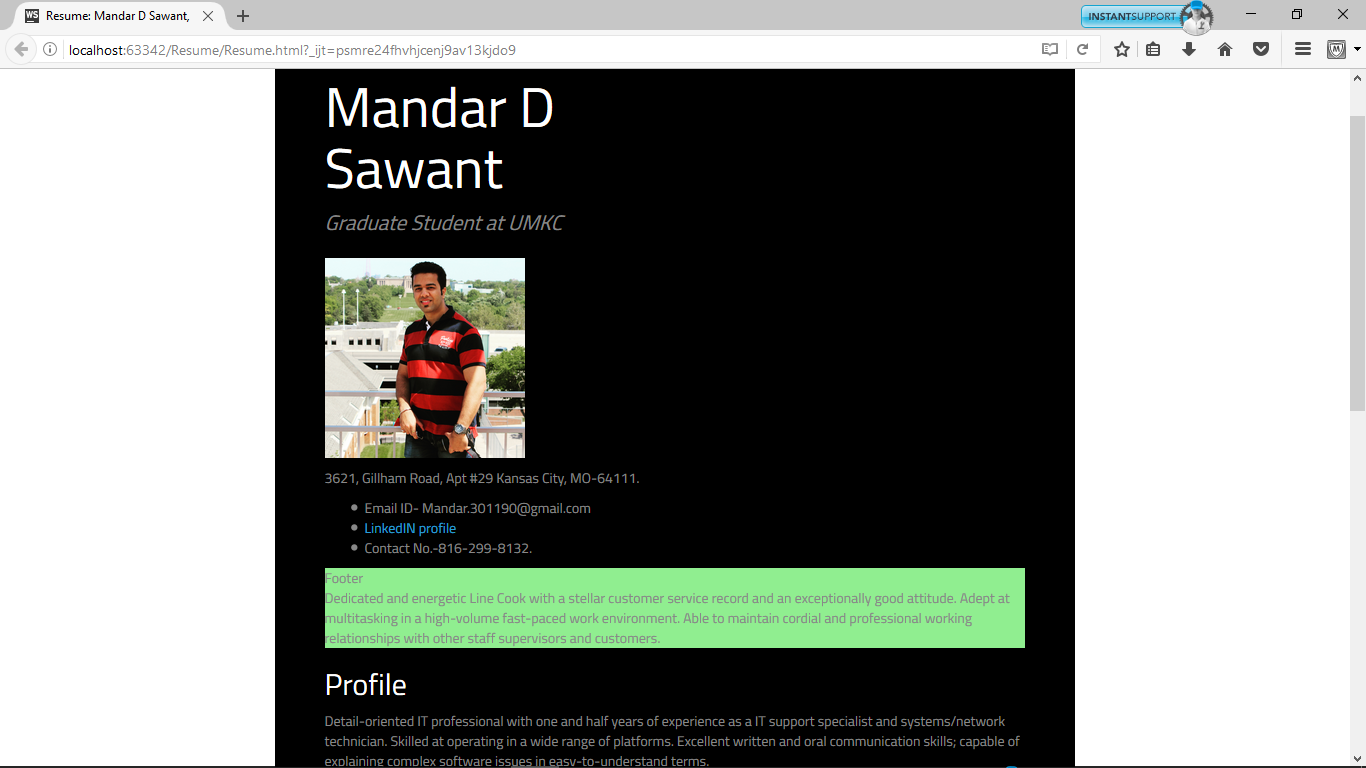 WS Resume: Mandar D Sawant,
INSTANTSUPPORT
localhost:63342/Resume/Resume.html?_ijt=psmre24fhvhjcenj9av13kjdo9
Mandar D
Sawant
Graduate Student at UMKC
3621, Gillham Road, Apt #29 Kansas City, MO-64111.
Email ID- Mandar.301190@gmail.com
LinkedIN profile
Contact No.-816-299-8132.
Footer
Dedicated and energetic Line Cook with a stellar customer service record and an exceptionally good attitude. Adept at
multitasking in a high-volume fast-paced work environment. Able to maintain cordial and professional working
relationships with other staff supervisors and customers.
Profile
Detail-oriented IT professional with one and half years of experience as a IT support specialist and systems/network
technician. Skilled at operating in a wide range of platforms. Excellent written and oral communication skills; capable of
explaining complex software issues in easy-to-understand terms.